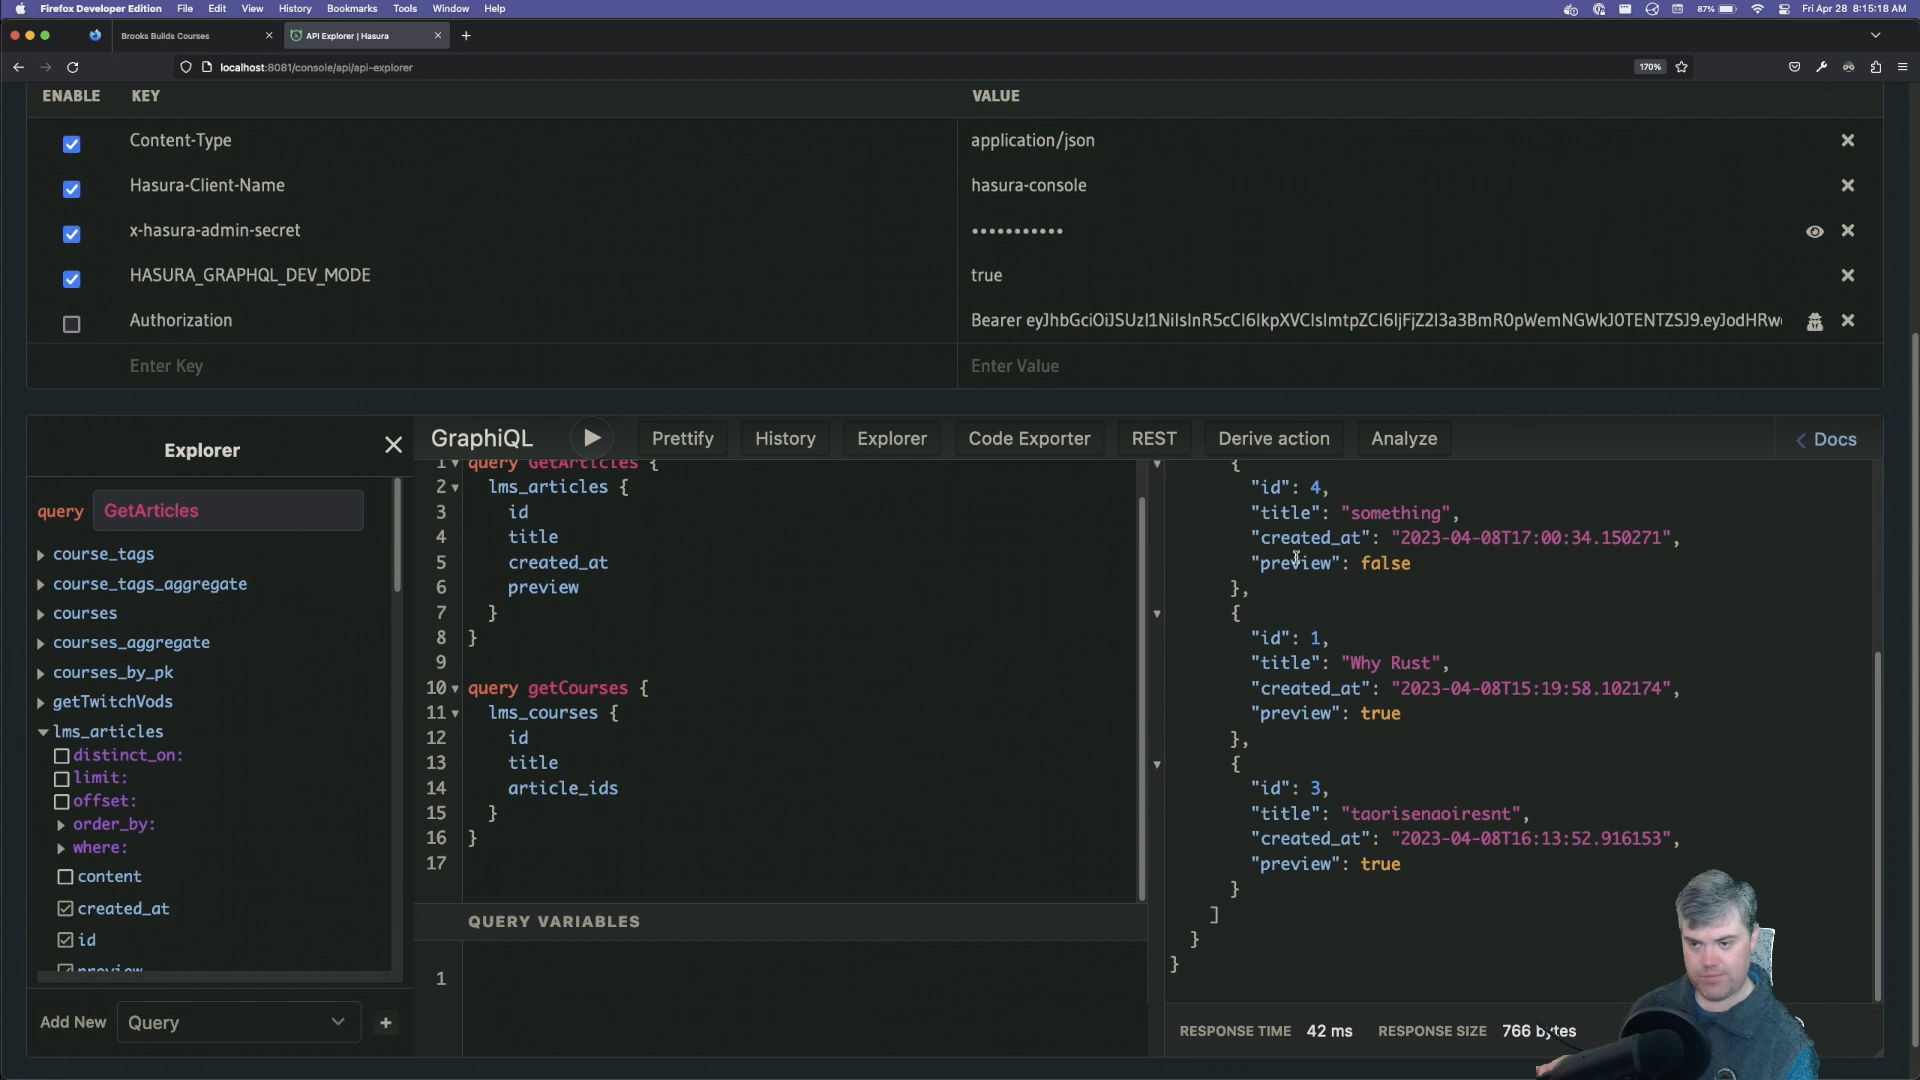 Firefox Developer Edition File Edit View History Bookmarks Tools Window Help
87% Fri Apr 28 8:15:18 AM
Brooks Builds Courses
API Explorer | Hasura
localhost:8081/console/api/api-explorer
170%
ENABLE KEY VALUE
Content-Type application/json
Hasura-Client-Name hasura-console
x-hasura-admin-secret •••••••••••
HASURA_GRAPHQL_DEV_MODE true
Authorization Bearer
Enter Key Enter Value
Explorer
query GetArticles
course_tags
course_tags_aggregate
courses
courses_aggregate
courses_by_pk
getTwitchVods
lms_articles
distinct_on:
limit:
offset:
order_by:
where:
content
created_at
id
preview
Add New Query +
GraphiQL Prettify History Explorer Code Exporter REST Derive action Analyze Docs
1 query GetArticles {
2 lms_articles {
3 id
4 title
5 created_at
6 preview
7 }
8 }
9
10 query getCourses {
11 lms_courses {
12 id
13 title
14 article_ids
15 }
16 }
17
QUERY VARIABLES
1
{
"id": 4,
"title": "something",
"created_at": "2023-04-08T17:00:34.150271",
"preview": false
},
{
"id": 1,
"title": "Why Rust",
"created_at": "2023-04-08T15:19:58.102174",
"preview": true
},
{
"id": 3,
"title": "taorisenaoiresnt",
"created_at": "2023-04-08T16:13:52.916153",
"preview": true
}
]
}
}
RESPONSE TIME 42 ms RESPONSE SIZE 766 bytes